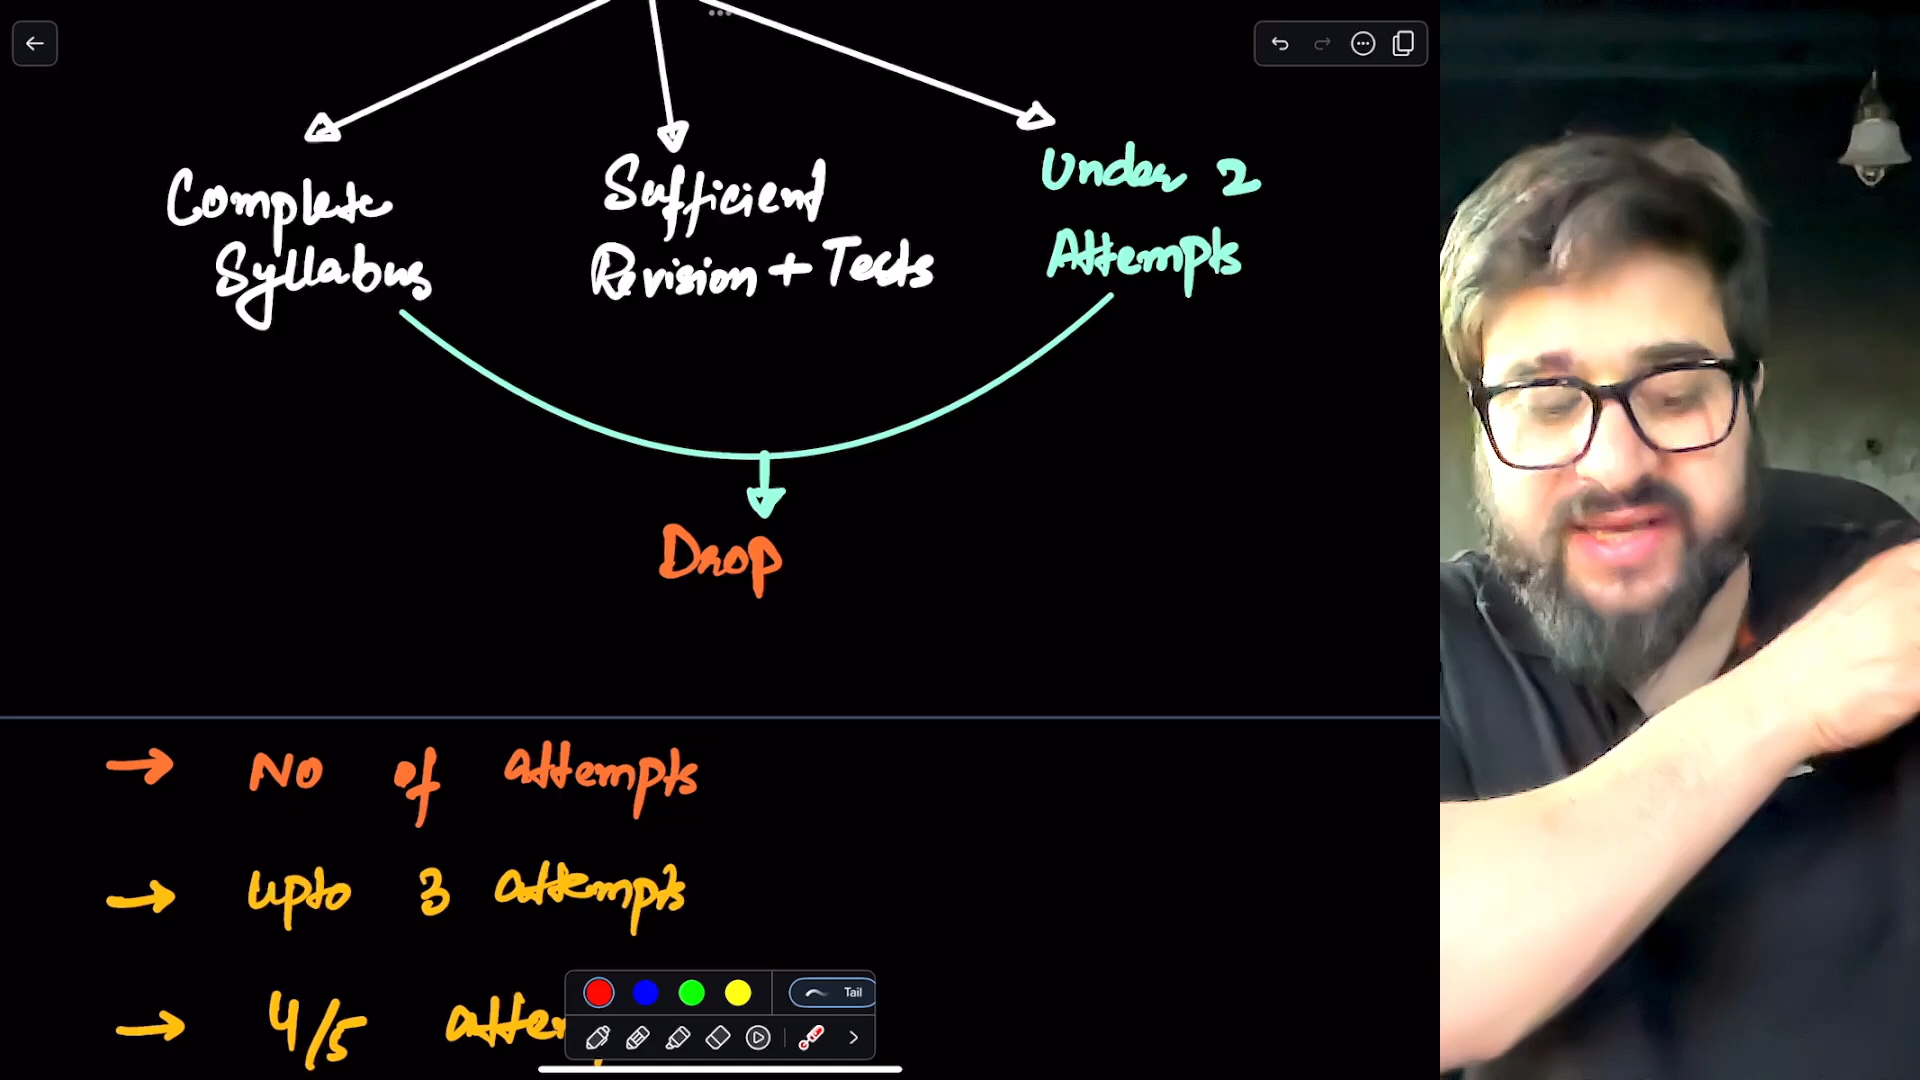 Complete
Syllabus
Sufficient
Revision + Tests
Under 2
Attempts
Drop
→ No of attempts
→ upto 3 attempts
→ 4/5
Tail